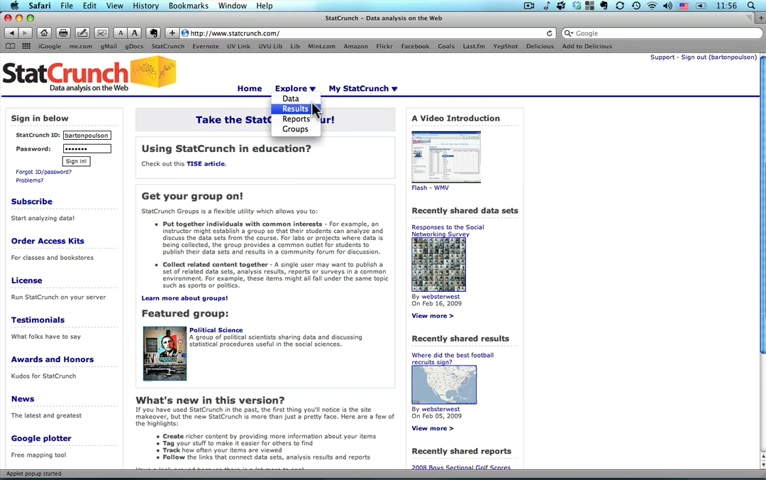 Safari File Edit View History Bookmarks Window Help 11:56
StatCrunch - Data analysis on the Web
http://www.statcrunch.com/
Google
iGoogle me.com gMail gDocs StatCrunch Evernote UV Link UVU Lib Mint.com Amazon Flickr Facebook Goals Last.fm YepShot Delicious Add to Delicious
Support - Sign out (bartonpoulson)
StatCrunch
Data analysis on the Web
Home Explore ▼ My StatCrunch ▼
Data
Results
Reports
Groups
Sign in below
StatCrunch ID: bartonpoulson
Password: ••••••••
Sign in!
Forgot ID/password?
Problems?
Subscribe
Start analyzing data!
Order Access Kits
For classes and bookstores
License
Run StatCrunch on your server
Testimonials
What folks have to say
Awards and Honors
Kudos for StatCrunch
News
The latest and greatest
Google plotter
Free mapping tool
Take the StatC ur!
Using StatCrunch in education?
Check out this TISE article.
Get your group on!
StatCrunch Groups is a flexible utility which allows you to:
• Put together individuals with common interests - For example, an
instructor might establish a group so that their students can analyze and
discuss the data sets from the course. For labs or projects where data is
being collected, the group provides a common outlet for students to
publish their data sets and results in a community forum for discussion.
• Collect related content together - A single user may want to publish a
set of related data sets, analysis results, reports or surveys in a common
environment. For example, these items might all fall under the same topic
such as sports or politics.
Learn more about groups!
Featured group:
Political Science
A group of political scientists sharing data and discussing
statistical procedures useful in the social sciences.
What's new in this version?
If you have used StatCrunch in the past, the first thing you'll notice is the site
makeover, but the new StatCrunch is more than just a pretty face. Here are a few of
the highlights:
• Create richer content by providing more information about your items
• Tag your stuff to make it easier for others to find
• Track how often your items are viewed
• Follow the links that connect data sets, analysis results and reports
A Video Introduction
Flash - WMV
Recently shared data sets
Responses to the Social
Networking Survey
By websterwest
On Feb 16, 2009
View more >
Recently shared results
Where did the best football
recruits sign?
By websterwest
On Feb 05, 2009
View more >
Recently shared reports
2008 Boys Sectional Golf Scores
Applet popup started